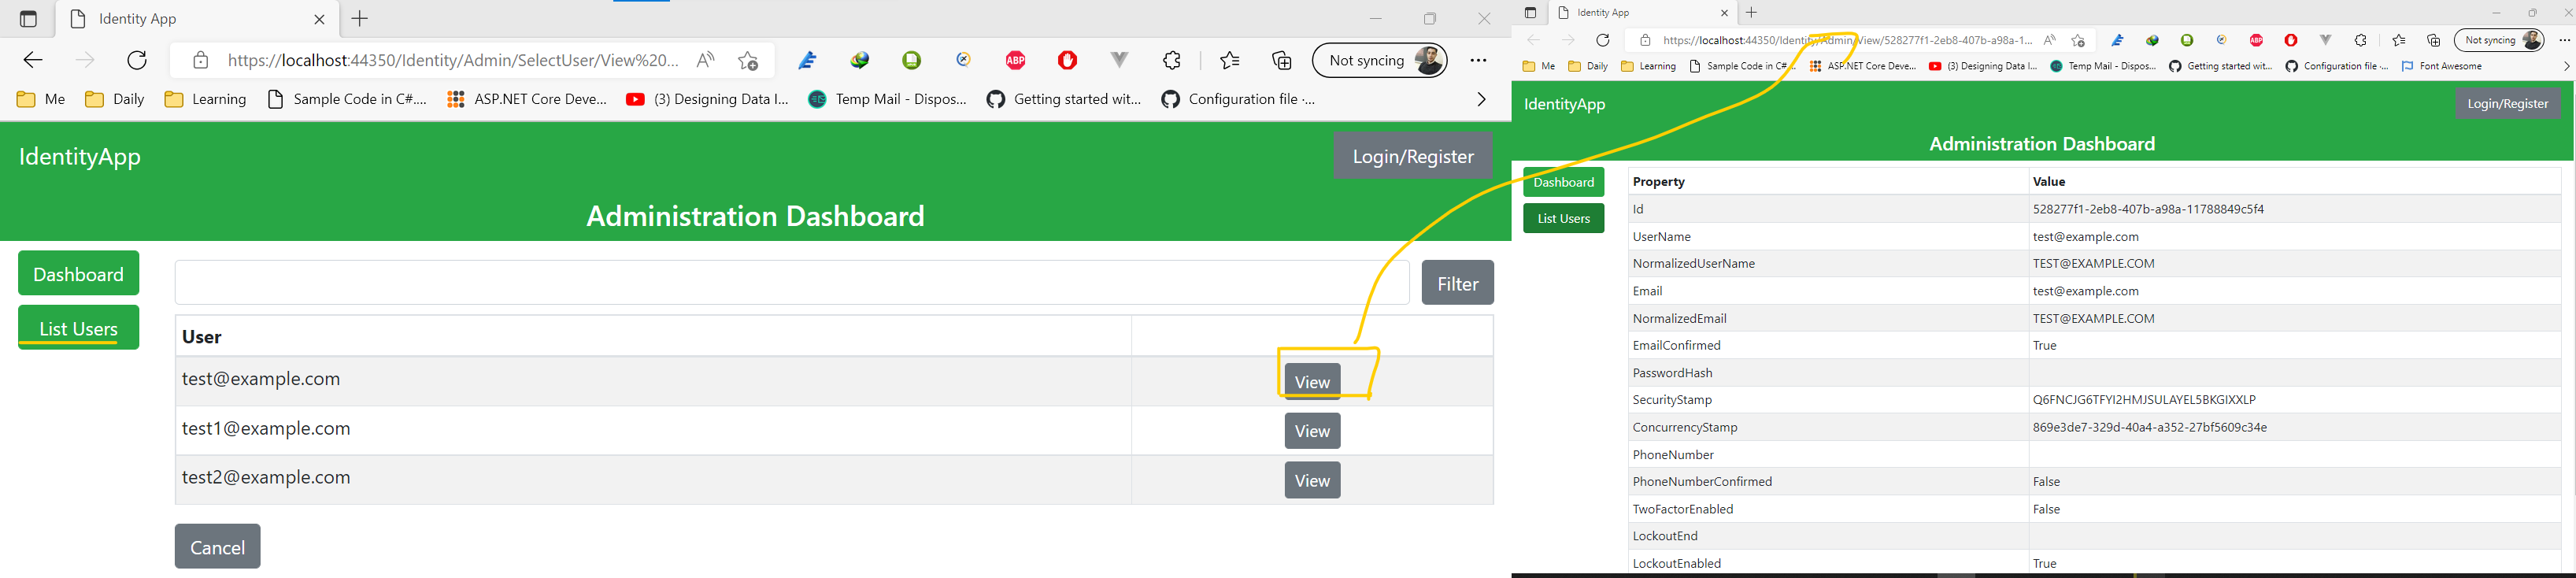 Identity App
https://localhost:44350/Identity/Admin/SelectUser/View%20...
Not syncing
Me Daily Learning Sample Code in C#.... ASP.NET Core Deve... (3) Designing Data I... Temp Mail - Dispos... Getting started wit... Configuration file ·...
IdentityApp
Login/Register
Administration Dashboard
Dashboard
Filter
List Users
User
test@example.com View
test1@example.com View
test2@example.com View
Cancel
Identity App
https://localhost:44350/Identity/Admin/View/528277f1-2eb8-407b-a98a-1...
Not syncing
Me Daily Learning Sample Code in C#... ASP.NET Core Deve... (3) Designing Data I... Temp Mail - Dispos... Getting started wit... Configuration file ·... Font Awesome
IdentityApp
Login/Register
Administration Dashboard
Dashboard
List Users
Property Value
Id 528277f1-2eb8-407b-a98a-11788849c5f4
UserName test@example.com
NormalizedUserName TEST@EXAMPLE.COM
Email test@example.com
NormalizedEmail TEST@EXAMPLE.COM
EmailConfirmed True
PasswordHash
SecurityStamp Q6FNCJG6TFYI2HMJSULAYEL5BKGIXXLP
ConcurrencyStamp 869e3de7-329d-40a4-a352-27bf5609c34e
PhoneNumber
PhoneNumberConfirmed False
TwoFactorEnabled False
LockoutEnd
LockoutEnabled True